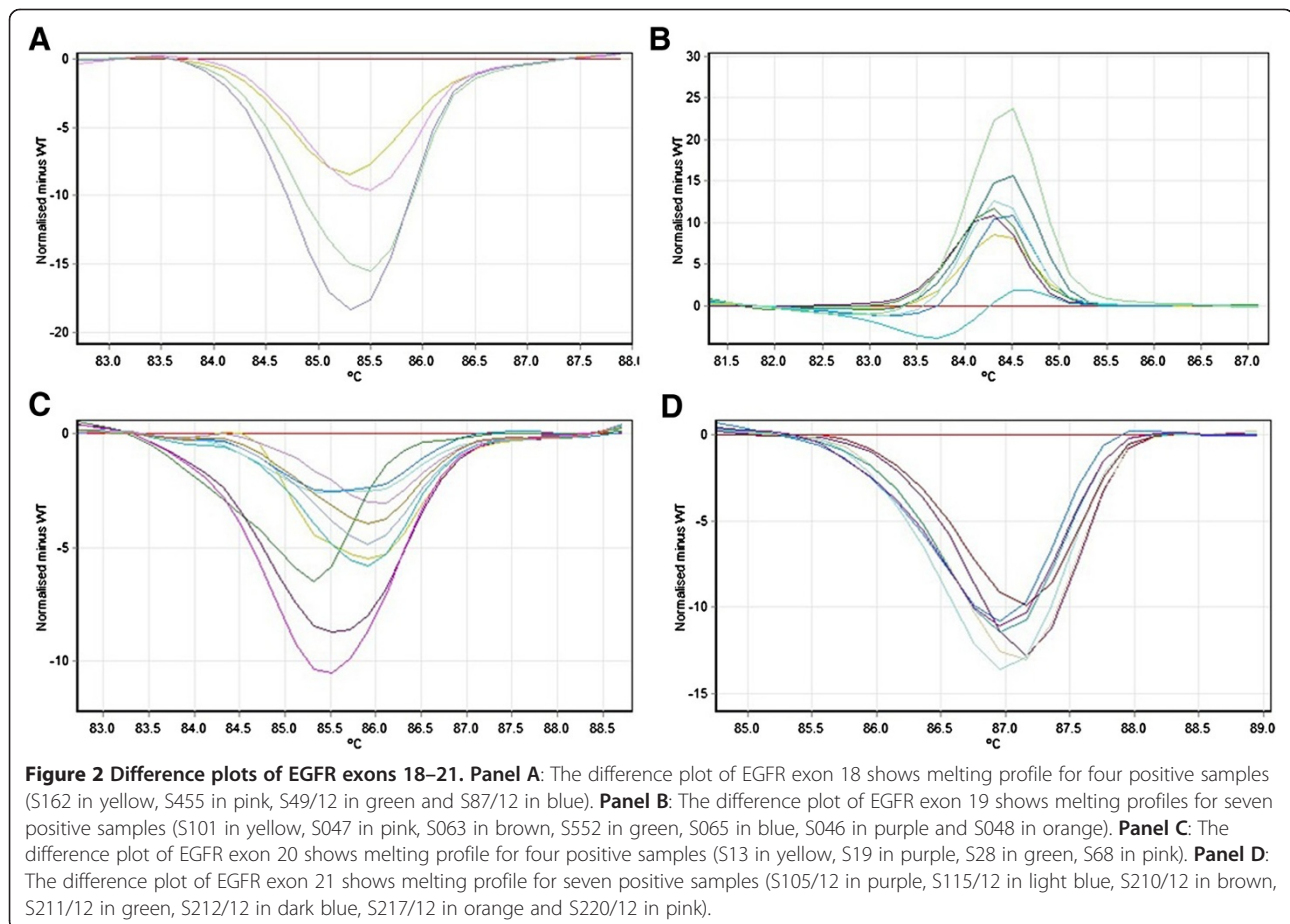 A
0
-5
-10
-15
-20
Normalised minus WT
83.0 83.5 84.0 84.5 85.0 85.5 86.0 86.5 87.0 87.5 88.
°C
B
30
25
20
15
10
5
0
Normalised minus WT
81.5 82.0 82.5 83.0 83.5 84.0 84.5 85.0 85.5 86.0 86.5 87.0
°C
C
0
-5
-10
Normalised minus WT
83.0 83.5 84.0 84.5 85.0 85.5 86.0 86.5 87.0 87.5 88.0 88.5
°C
D
0
-5
-10
-15
Normalised minus WT
85.0 85.5 86.0 86.5 87.0 87.5 88.0 88.5 89.0
°C
Figure 2 Difference plots of EGFR exons 18–21. Panel A: The difference plot of EGFR exon 18 shows melting profile for four positive samples
(S162 in yellow, S455 in pink, S49/12 in green and S87/12 in blue). Panel B: The difference plot of EGFR exon 19 shows melting profiles for seven
positive samples (S101 in yellow, S047 in pink, S063 in brown, S552 in green, S065 in blue, S046 in purple and S048 in orange). Panel C: The
difference plot of EGFR exon 20 shows melting profile for four positive samples (S13 in yellow, S19 in purple, S28 in green, S68 in pink). Panel D:
The difference plot of EGFR exon 21 shows melting profile for seven positive samples (S105/12 in purple, S115/12 in light blue, S210/12 in brown,
S211/12 in green, S212/12 in dark blue, S217/12 in orange and S220/12 in pink).